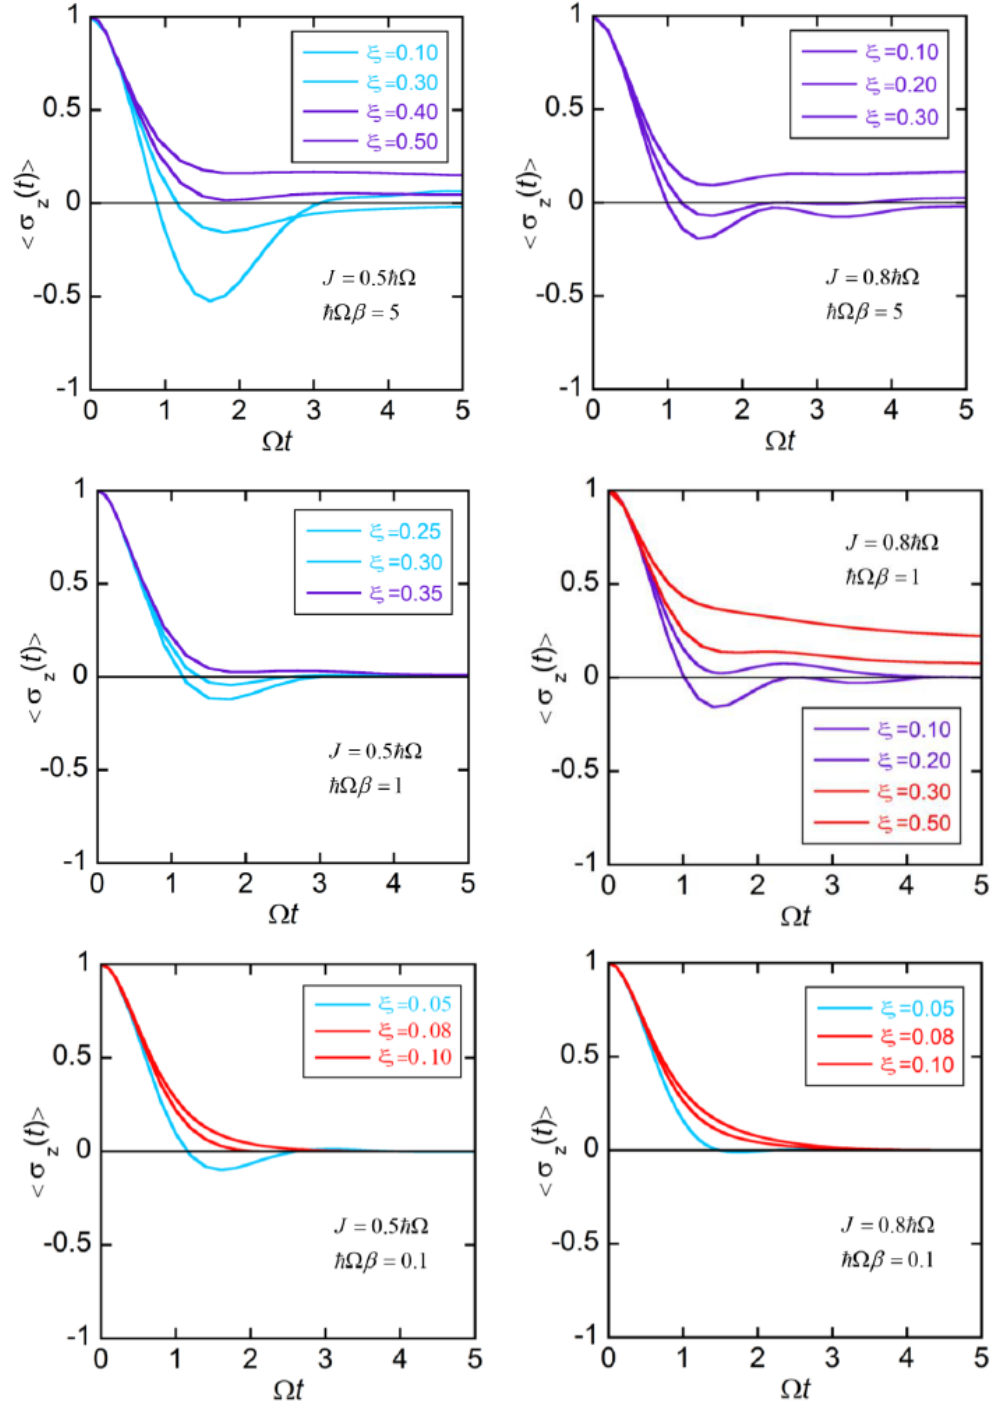 1
0.5
0
-0.5
-1
< σz(t)>
ξ=0.10
ξ=0.30
ξ=0.40
ξ=0.50
J = 0.5ħΩ
ħΩβ = 5
0 1 2 3 4 5
Ωt
1
0.5
0
-0.5
-1
< σz(t)>
ξ=0.10
ξ=0.20
ξ=0.30
J = 0.8ħΩ
ħΩβ = 5
0 1 2 3 4 5
Ωt
1
0.5
0
-0.5
-1
< σz(t)>
ξ=0.25
ξ=0.30
ξ=0.35
J = 0.5ħΩ
ħΩβ = 1
0 1 2 3 4 5
Ωt
1
0.5
0
-0.5
-1
< σz(t)>
J = 0.8ħΩ
ħΩβ = 1
ξ=0.10
ξ=0.20
ξ=0.30
ξ=0.50
0 1 2 3 4 5
Ωt
1
0.5
0
-0.5
-1
< σz(t)>
ξ=0.05
ξ=0.08
ξ=0.10
J = 0.5ħΩ
ħΩβ = 0.1
0 1 2 3 4 5
Ωt
1
0.5
0
-0.5
-1
< σz(t)>
ξ=0.05
ξ=0.08
ξ=0.10
J = 0.8ħΩ
ħΩβ = 0.1
0 1 2 3 4 5
Ωt